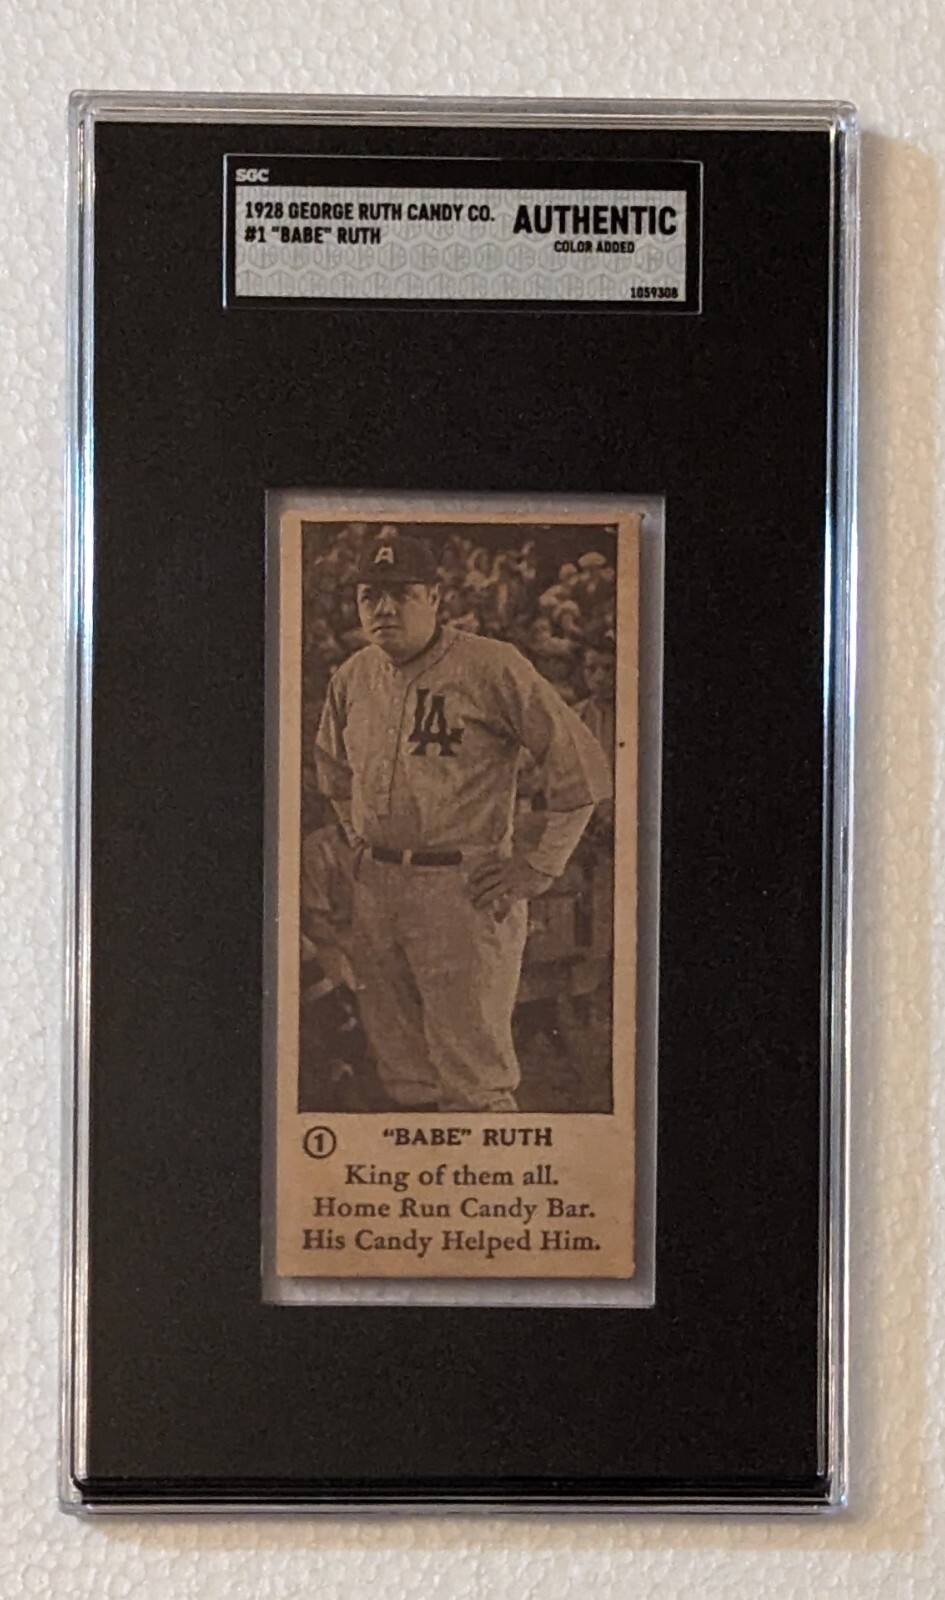 SGC
1928 GEORGE RUTH CANDY CO.
#1 "BABE" RUTH
AUTHENTIC
COLOR ADDED
1059308
A
LA
1 "BABE" RUTH
King of them all.
Home Run Candy Bar.
His Candy Helped Him.